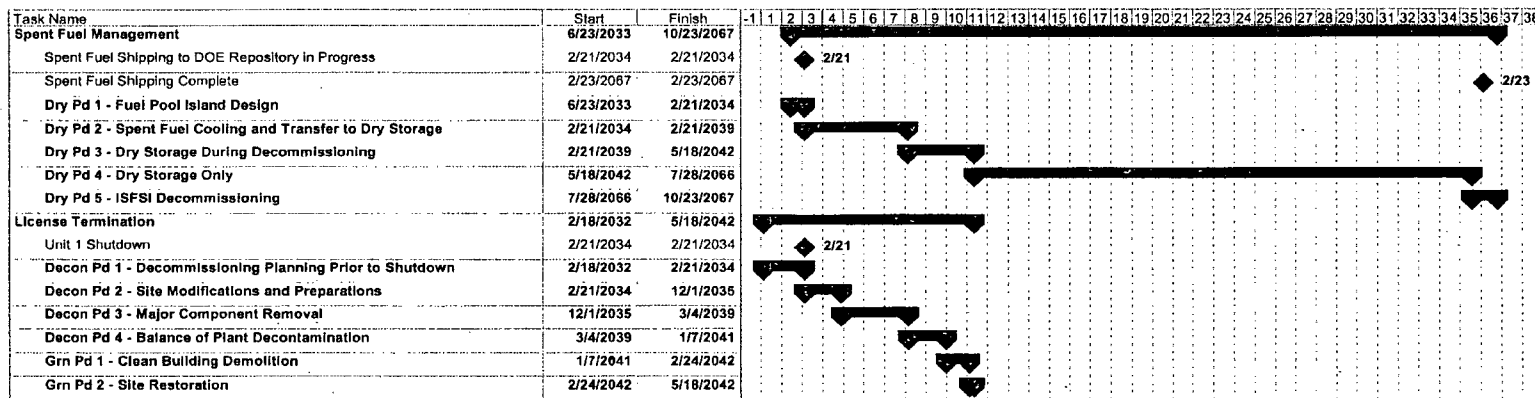 Task Name Start Finish -1 1 2 3 4 5 6 7 8 9 10 11 12 13 14 15 16 17 18 19 20 21 22 23 24 25 26 27 28 29 30 31 32 33 34 35 36 37 38
Spent Fuel Management 6/23/2033 10/23/2067
Spent Fuel Shipping to DOE Repository in Progress 2/21/2034 2/21/2034 2/21
Spent Fuel Shipping Complete 2/23/2067 2/23/2067 2/23
Dry Pd 1 - Fuel Pool Island Design 6/23/2033 2/21/2034
Dry Pd 2 - Spent Fuel Cooling and Transfer to Dry Storage 2/21/2034 2/21/2039
Dry Pd 3 - Dry Storage During Decommissioning 2/21/2039 5/18/2042
Dry Pd 4 - Dry Storage Only 5/18/2042 7/28/2066
Dry Pd 5 - ISFSI Decommissioning 7/28/2066 10/23/2067
License Termination 2/18/2032 5/18/2042
Unit 1 Shutdown 2/21/2034 2/21/2034 2/21
Decon Pd 1 - Decommissioning Planning Prior to Shutdown 2/18/2032 2/21/2034
Decon Pd 2 - Site Modifications and Preparations 2/21/2034 12/1/2035
Decon Pd 3 - Major Component Removal 12/1/2035 3/4/2039
Decon Pd 4 - Balance of Plant Decontamination 3/4/2039 1/7/2041
Grn Pd 1 - Clean Building Demolition 1/7/2041 2/24/2042
Grn Pd 2 - Site Restoration 2/24/2042 5/18/2042